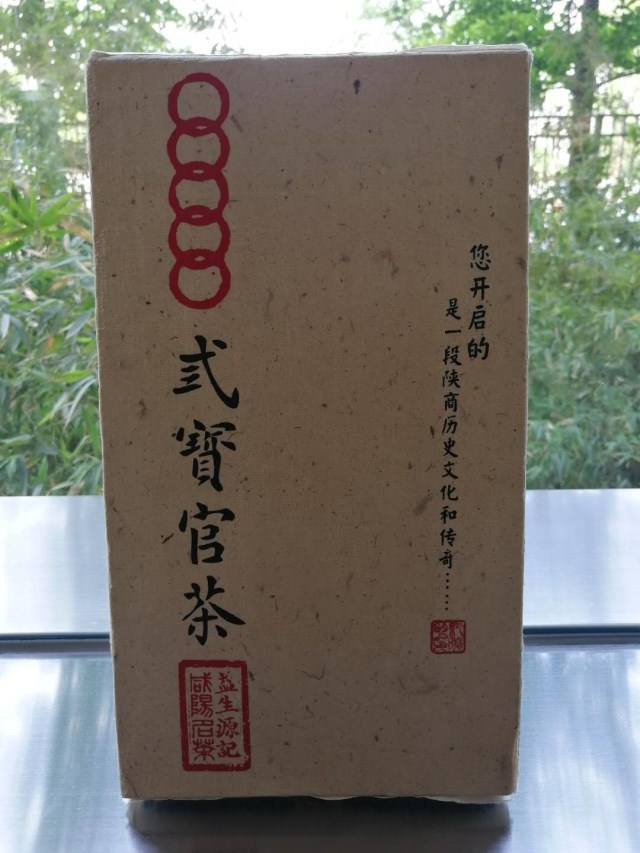 您开启的
是一段陕商历史文化和传奇……
弍寶官茶
益生源記
咸陽名茶